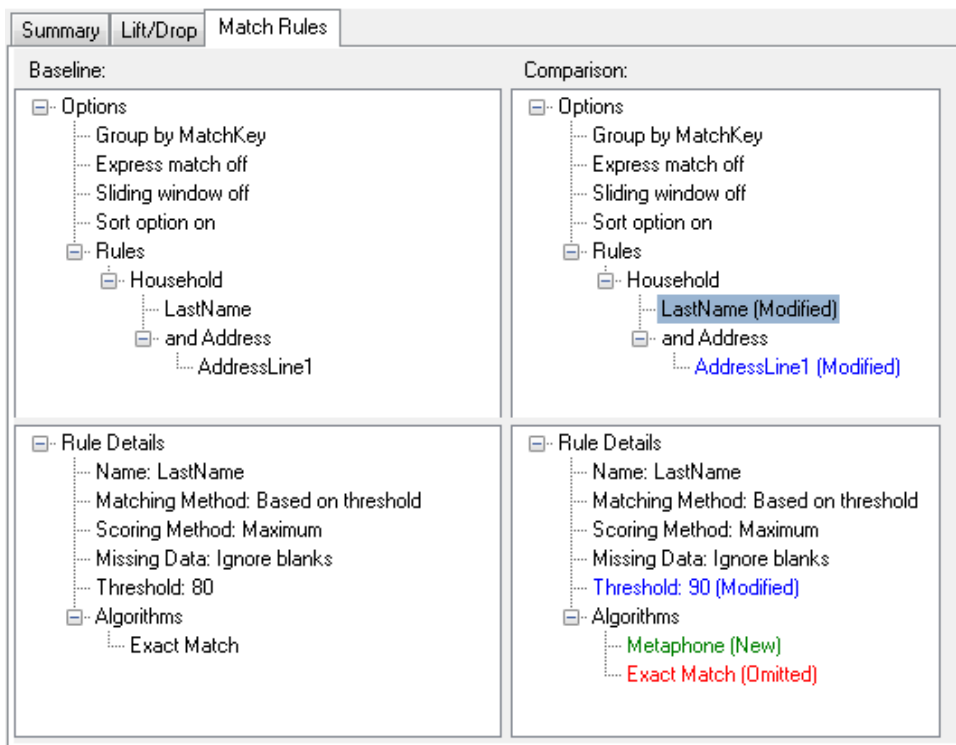 Summary Lift/Drop Match Rules
Baseline:
Options
Group by MatchKey
Express match off
Sliding window off
Sort option on
Rules
Household
LastName
and Address
AddressLine1
Rule Details
Name: LastName
Matching Method: Based on threshold
Scoring Method: Maximum
Missing Data: Ignore blanks
Threshold: 80
Algorithms
Exact Match
Comparison:
Options
Group by MatchKey
Express match off
Sliding window off
Sort option on
Rules
Household
LastName (Modified)
and Address
AddressLine1 (Modified)
Rule Details
Name: LastName
Matching Method: Based on threshold
Scoring Method: Maximum
Missing Data: Ignore blanks
Threshold: 90 (Modified)
Algorithms
Metaphone (New)
Exact Match (Omitted)